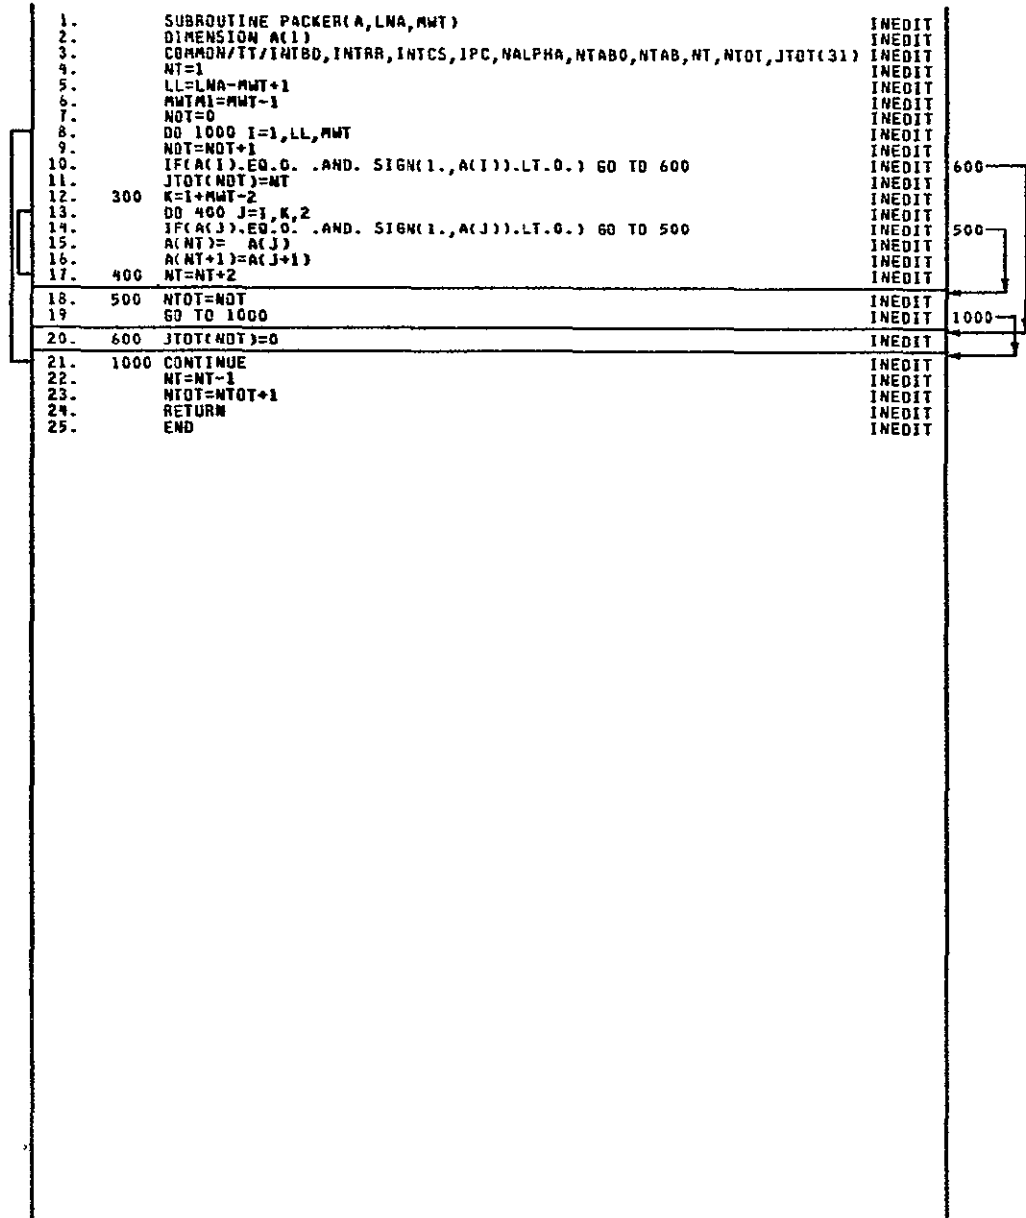 1. SUBROUTINE PACKER(A,LNA,MWT) INEDIT
2. DIMENSION A(1) INEDIT
3. COMMON/TT/INTBD,INTRR,INTCS,IPC,NALPHA,NTABO,NTAB,NT,NTOT,JTOT(31) INEDIT
4. NT=1 INEDIT
5. LL=LNA-MWT+1 INEDIT
6. MWTM1=MWT-1 INEDIT
7. NOT=0 INEDIT
8. DO 1000 I=1,LL,MWT INEDIT
9. NOT=NOT+1 INEDIT
10. IF(A(I).EQ.0. .AND. SIGN(1.,A(I)).LT.0.) GO TO 600 INEDIT 600
11. JTOT(NOT)=NT INEDIT
12. 300 K=I+MWT-2 INEDIT
13. DO 400 J=I,K,2 INEDIT
14. IF(A(J).EQ.0. .AND. SIGN(1.,A(J)).LT.0.) GO TO 500 INEDIT 500
15. A(NT)= A(J) INEDIT
16. A(NT+1)=A(J+1) INEDIT
17. 400 NT=NT+2 INEDIT
18. 500 NTOT=NOT INEDIT
19 GO TO 1000 INEDIT 1000
20. 600 JTOT(NOT)=0 INEDIT
21. 1000 CONTINUE INEDIT
22. NT=NT-1 INEDIT
23. NTOT=NTOT+1 INEDIT
24. RETURN INEDIT
25. END INEDIT